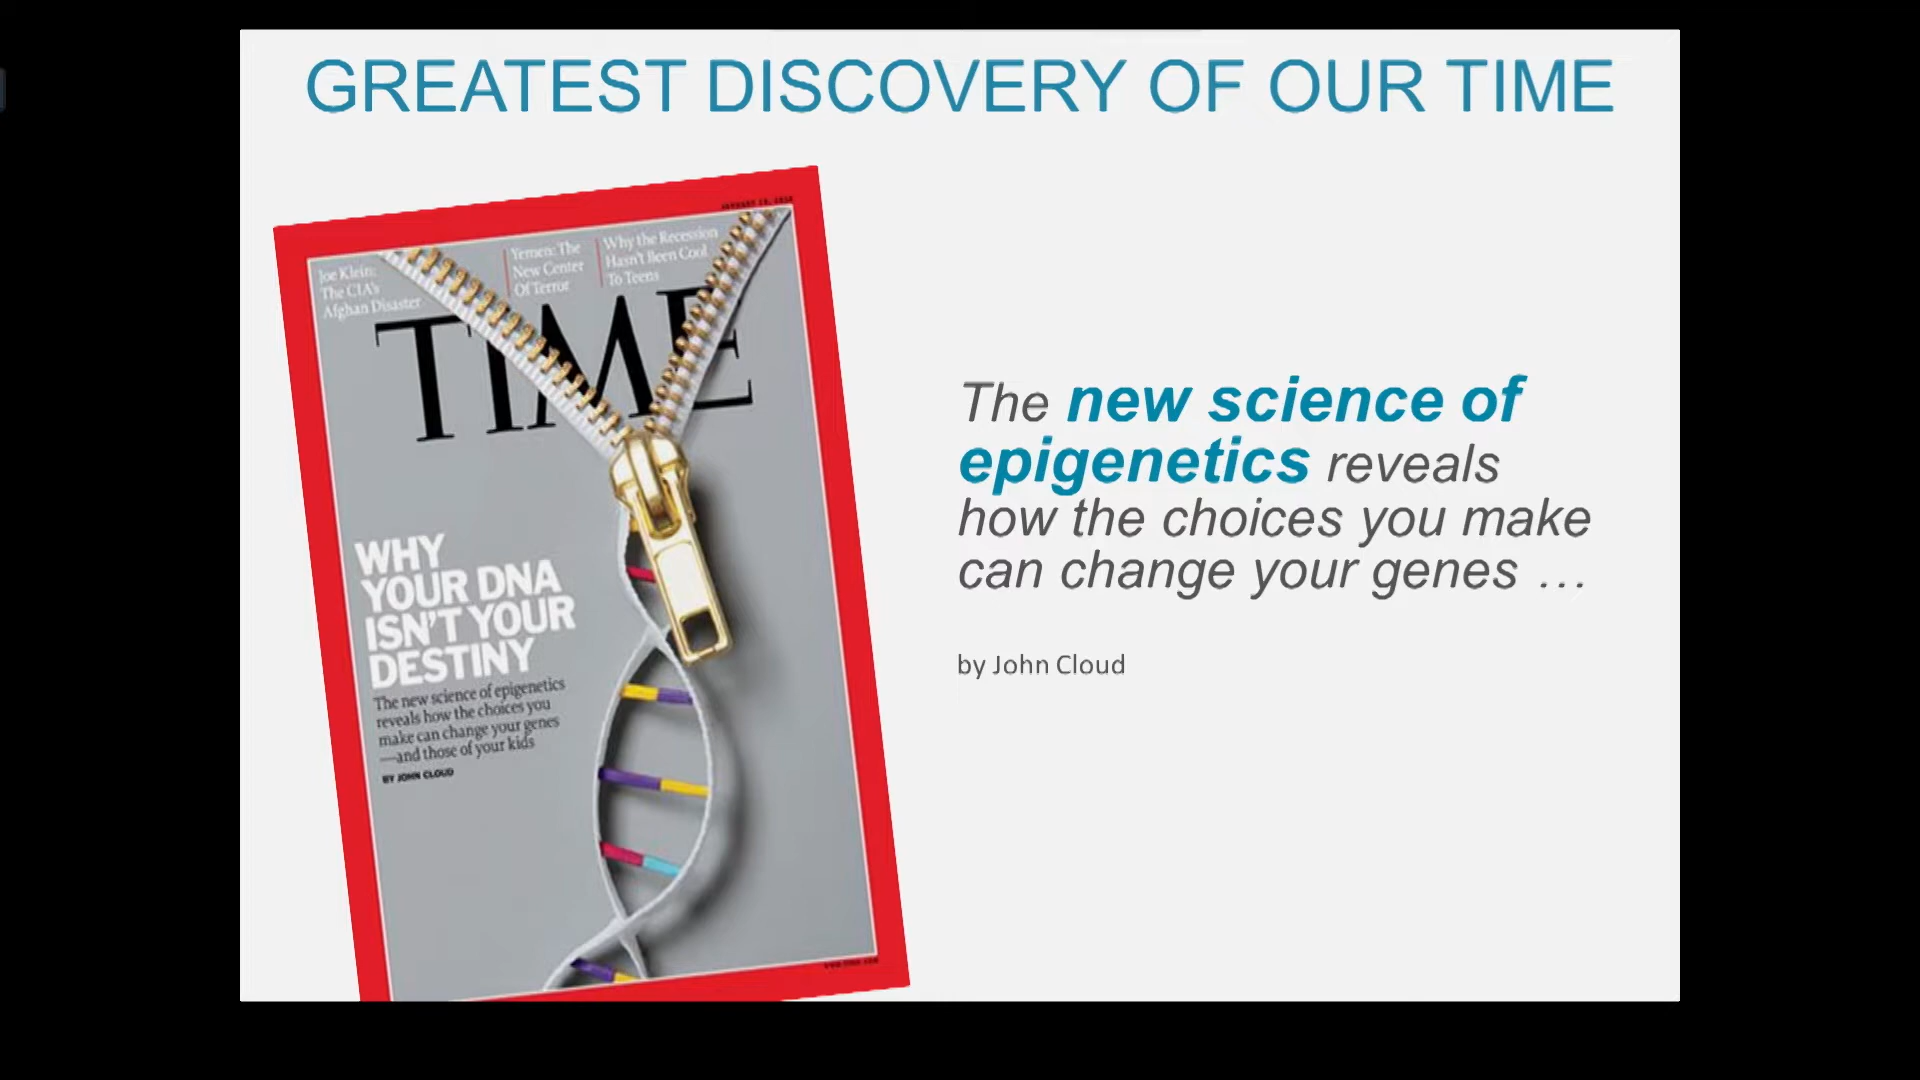 GREATEST DISCOVERY OF OUR TIME
Joe Klein:
The CIA's
Afghan Disaster
Yemen: The
New Center
Of Terror
Why the Recession
Hasn't Been Cool
To Teens
TIME
WHY
YOUR DNA
ISN'T YOUR
DESTINY
The new science of epigenetics
reveals how the choices you
make can change your genes
—and those of your kids
BY JOHN CLOUD
The new science of
epigenetics reveals
how the choices you make
can change your genes …
by John Cloud